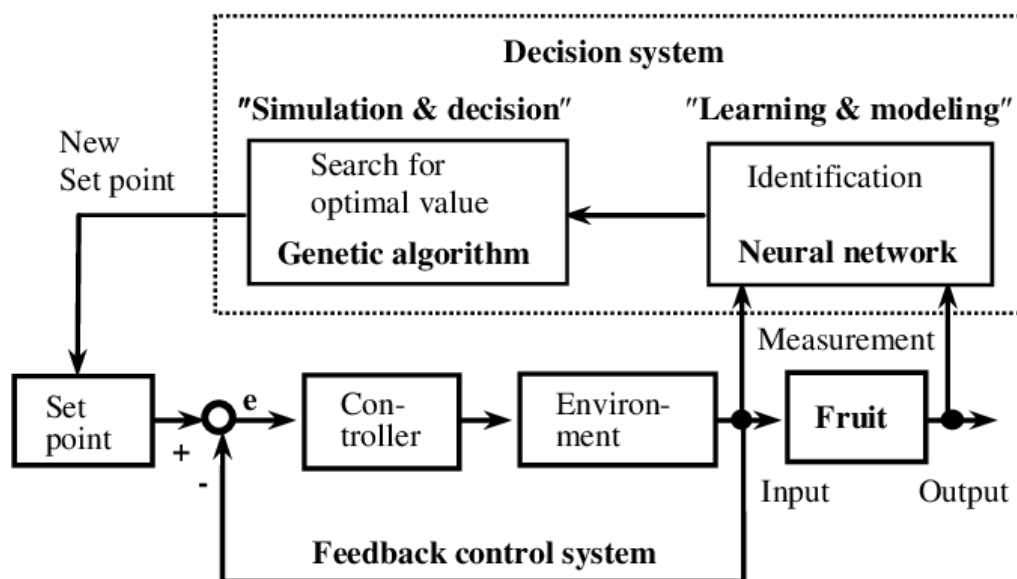 Decision system
"Simulation & decision"
"Learning & modeling"
New
Set point
Search for
optimal value
Genetic algorithm
Identification
Neural network
Measurement
Set
point
+
-
e
Con-
troller
Environ-
ment
Fruit
Input
Output
Feedback control system